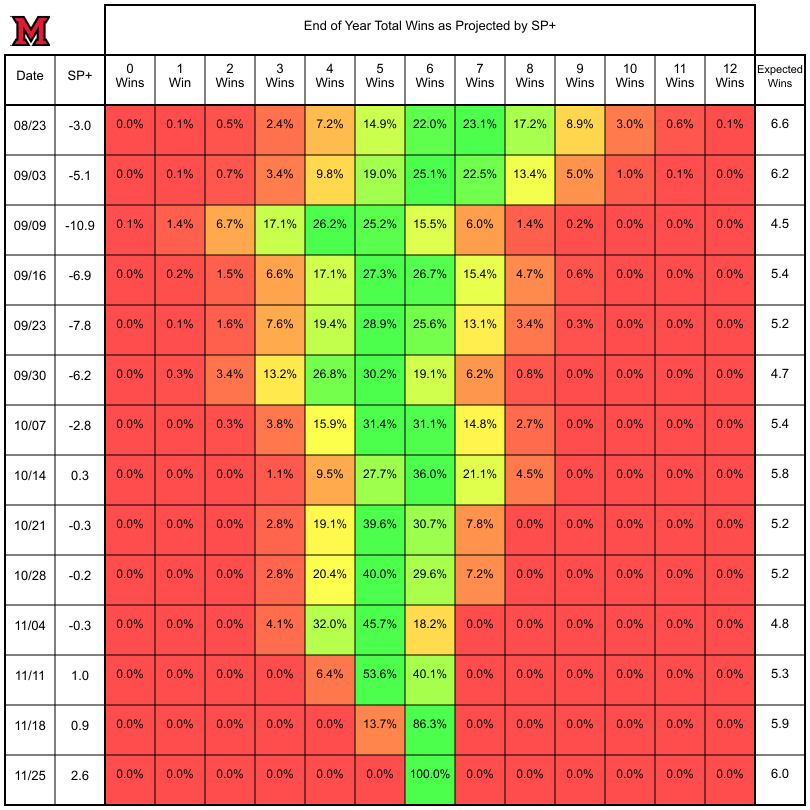 M
End of Year Total Wins as Projected by SP+
Date SP+ 0 Wins 1 Win 2 Wins 3 Wins 4 Wins 5 Wins 6 Wins 7 Wins 8 Wins 9 Wins 10 Wins 11 Wins 12 Wins Expected Wins
08/23 -3.0 0.0% 0.1% 0.5% 2.4% 7.2% 14.9% 22.0% 23.1% 17.2% 8.9% 3.0% 0.6% 0.1% 6.6
09/03 -5.1 0.0% 0.1% 0.7% 3.4% 9.8% 19.0% 25.1% 22.5% 13.4% 5.0% 1.0% 0.1% 0.0% 6.2
09/09 -10.9 0.1% 1.4% 6.7% 17.1% 26.2% 25.2% 15.5% 6.0% 1.4% 0.2% 0.0% 0.0% 0.0% 4.5
09/16 -6.9 0.0% 0.2% 1.5% 6.6% 17.1% 27.3% 26.7% 15.4% 4.7% 0.6% 0.0% 0.0% 0.0% 5.4
09/23 -7.8 0.0% 0.1% 1.6% 7.6% 19.4% 28.9% 25.6% 13.1% 3.4% 0.3% 0.0% 0.0% 0.0% 5.2
09/30 -6.2 0.0% 0.3% 3.4% 13.2% 26.8% 30.2% 19.1% 6.2% 0.8% 0.0% 0.0% 0.0% 0.0% 4.7
10/07 -2.8 0.0% 0.0% 0.3% 3.8% 15.9% 31.4% 31.1% 14.8% 2.7% 0.0% 0.0% 0.0% 0.0% 5.4
10/14 0.3 0.0% 0.0% 0.0% 1.1% 9.5% 27.7% 36.0% 21.1% 4.5% 0.0% 0.0% 0.0% 0.0% 5.8
10/21 -0.3 0.0% 0.0% 0.0% 2.8% 19.1% 39.6% 30.7% 7.8% 0.0% 0.0% 0.0% 0.0% 0.0% 5.2
10/28 -0.2 0.0% 0.0% 0.0% 2.8% 20.4% 40.0% 29.6% 7.2% 0.0% 0.0% 0.0% 0.0% 0.0% 5.2
11/04 -0.3 0.0% 0.0% 0.0% 4.1% 32.0% 45.7% 18.2% 0.0% 0.0% 0.0% 0.0% 0.0% 0.0% 4.8
11/11 1.0 0.0% 0.0% 0.0% 0.0% 6.4% 53.6% 40.1% 0.0% 0.0% 0.0% 0.0% 0.0% 0.0% 5.3
11/18 0.9 0.0% 0.0% 0.0% 0.0% 0.0% 13.7% 86.3% 0.0% 0.0% 0.0% 0.0% 0.0% 0.0% 5.9
11/25 2.6 0.0% 0.0% 0.0% 0.0% 0.0% 0.0% 100.0% 0.0% 0.0% 0.0% 0.0% 0.0% 0.0% 6.0